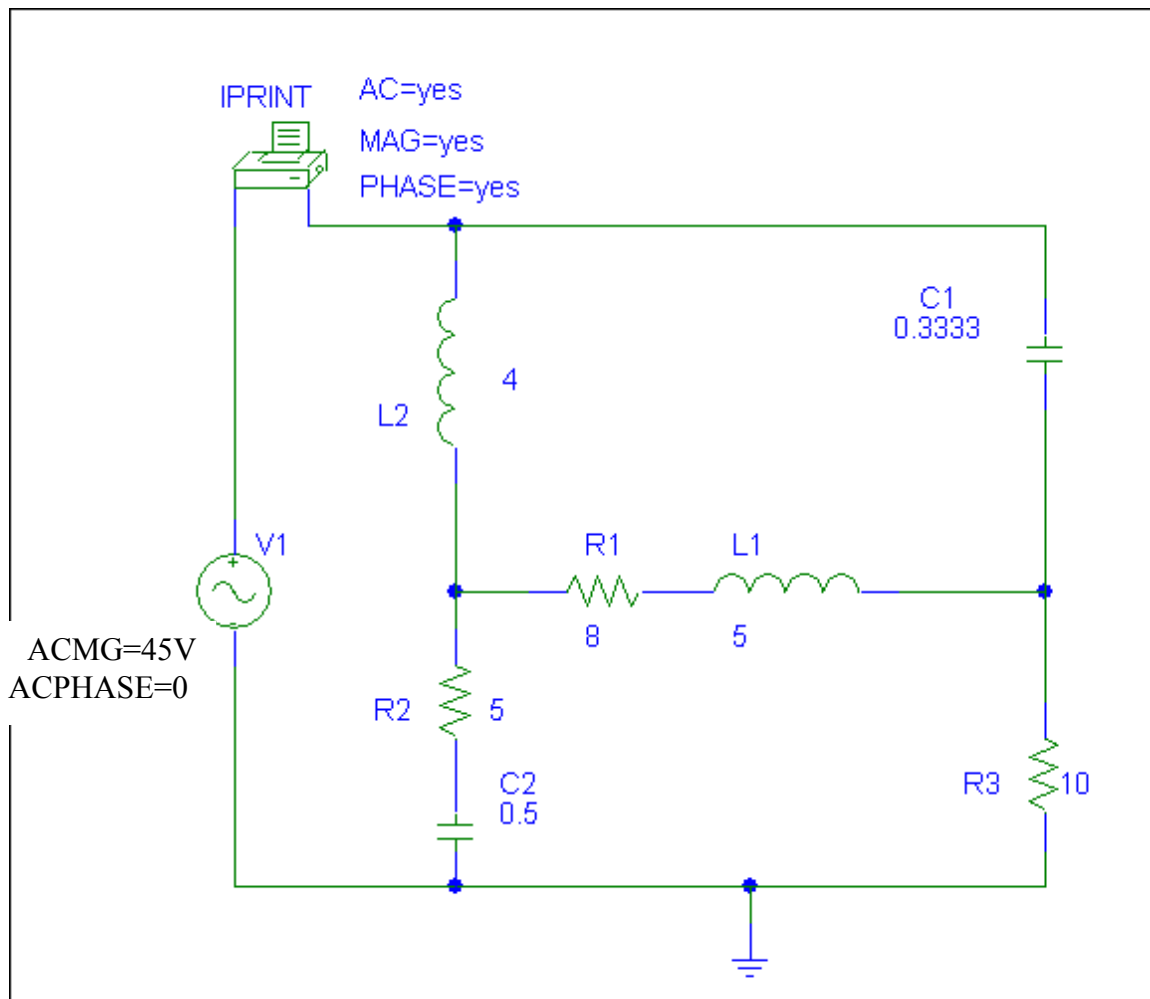 IPRINT
AC=yes
MAG=yes
PHASE=yes
C1
0.3333
4
L2
V1
R1
L1
8
5
ACMG=45V
ACPHASE=0
R2
5
C2
0.5
R3
10